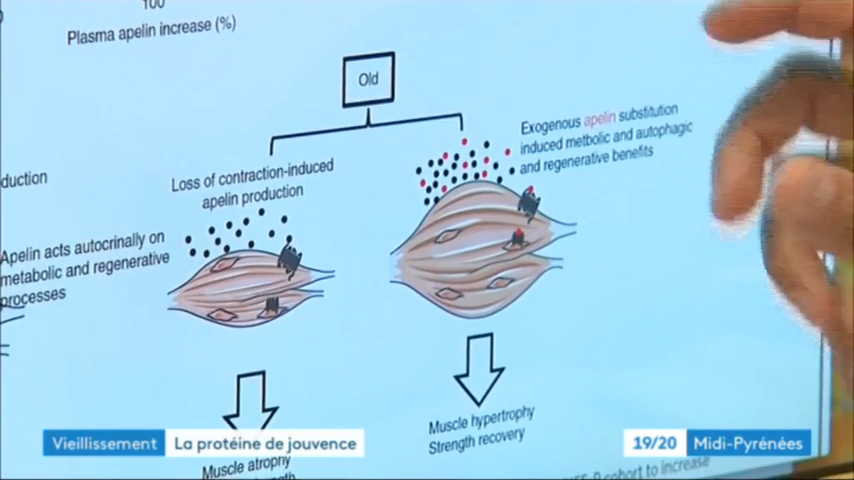 100
Plasma apelin increase (%)
Old
Exogenous apelin substitution
induced metbolic and autophagic
and regenerative benefits
Loss of contraction-induced
apelin production
duction
Apelin acts autocrinally on
metabolic and regenerative
processes
Muscle hypertrophy
Strength recovery
Muscle atrophy
cohort to increase
Vieillissement
La protéine de jouvence
19/20
Midi-Pyrénées